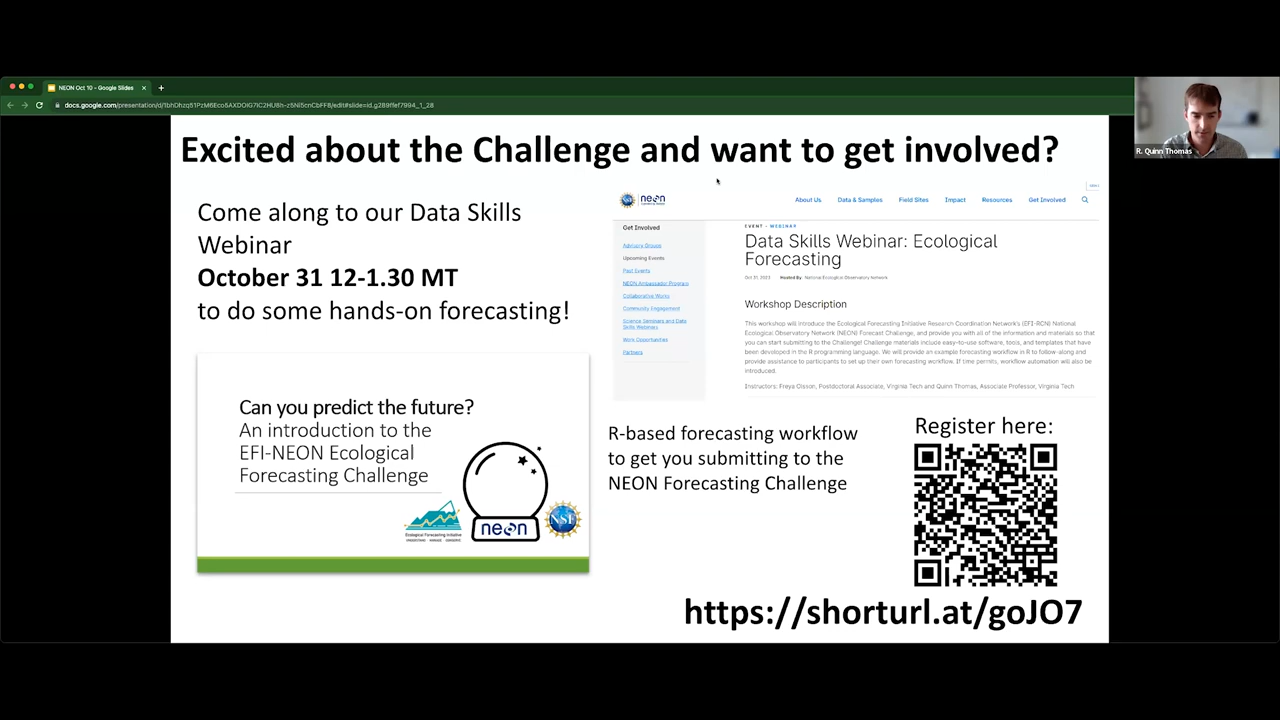 NEON Oct 10 - Google Slides
docs.google.com/presentation/d/
Excited about the Challenge and want to get involved?
Come along to our Data Skills
Webinar
October 31 12-1.30 MT
to do some hands-on forecasting!
Can you predict the future?
An introduction to the
EFI-NEON Ecological
Forecasting Challenge
Ecological Forecasting Initiative
neon
NSF
neon
About Us
Data & Samples
Field Sites
Impact
Resources
Get Involved
Get Involved
Advisory Groups
Upcoming Events
Past Events
NEON Ambassador Program
Collaborative Works
Community Engagement
Science Seminars and Data
Skills Webinars
Work Opportunities
Partners
EVENT - WEBINAR
Data Skills Webinar: Ecological
Forecasting
Oct 31, 2023 Hosted By: National Ecological Observatory Network
Workshop Description
This workshop will introduce the Ecological Forecasting Initiative Research Coordination Network's (EFI-RCN) National
Ecological Observatory Network (NEON) Forecast Challenge, and provide you with all of the information and materials so that
you can start submitting to the Challenge! Challenge materials include easy-to-use software, tools, and templates that have
been developed in the R programming language. We will provide an example forecasting workflow in R to follow-along and
provide assistance to participants to set up their own forecasting workflow. If time permits, workflow automation will also be
introduced.
Instructors: Freya Olsson, Postdoctoral Associate, Virginia Tech and Quinn Thomas, Associate Professor, Virginia Tech
R-based forecasting workflow
to get you submitting to the
NEON Forecasting Challenge
Register here:
https://shorturl.at/goJO7
R. Quinn Thomas